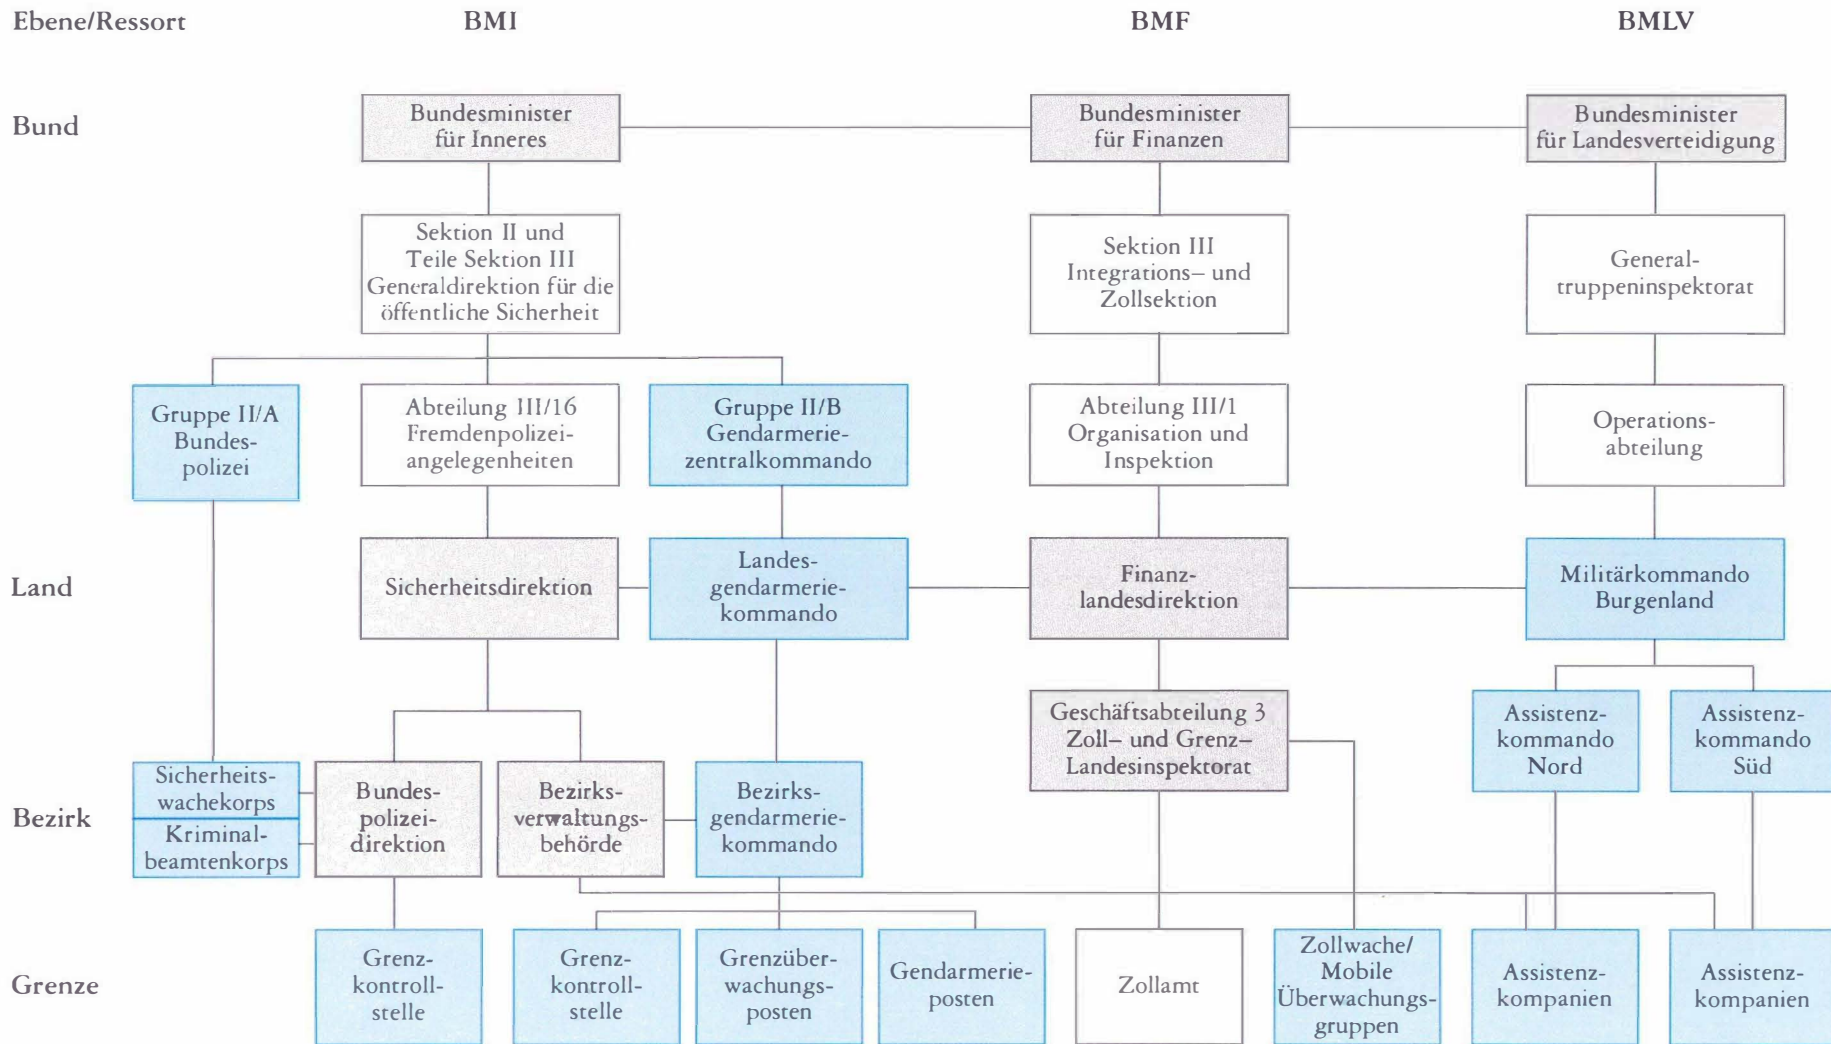 Ebene/Ressort
BMI
BMF
BMLV
Bund
Bundesminister
für Inneres
Bundesminister
für Finanzen
Bundesminister
für Landesverteidigung
Sektion II und
Teile Sektion III
Generaldirektion für die
öffentliche Sicherheit
Sektion III
Integrations– und
Zollsektion
General-
truppeninspektorat
Gruppe II/A
Bundes-
polizei
Abteilung III/16
Fremdenpolizei-
angelegenheiten
Gruppe II/B
Gendarmerie-
zentralkommando
Abteilung III/1
Organisation und
Inspektion
Operations-
abteilung
Land
Sicherheitsdirektion
Landes-
gendarmerie-
kommando
Finanz-
landesdirektion
Militärkommando
Burgenland
Geschäftsabteilung 3
Zoll– und Grenz–
Landesinspektorat
Assistenz-
kommando
Nord
Assistenz-
kommando
Süd
Bezirk
Sicherheits-
wachekorps
Kriminal-
beamtenkorps
Bundes-
polizei-
direktion
Bezirks-
verwaltungs-
behörde
Bezirks-
gendarmerie-
kommando
Grenze
Grenz-
kontroll-
stelle
Grenz-
kontroll-
stelle
Grenzüber-
wachungs-
posten
Gendarmerie-
posten
Zollamt
Zollwache/
Mobile
Überwachungs-
gruppen
Assistenz-
kompanien
Assistenz-
kompanien